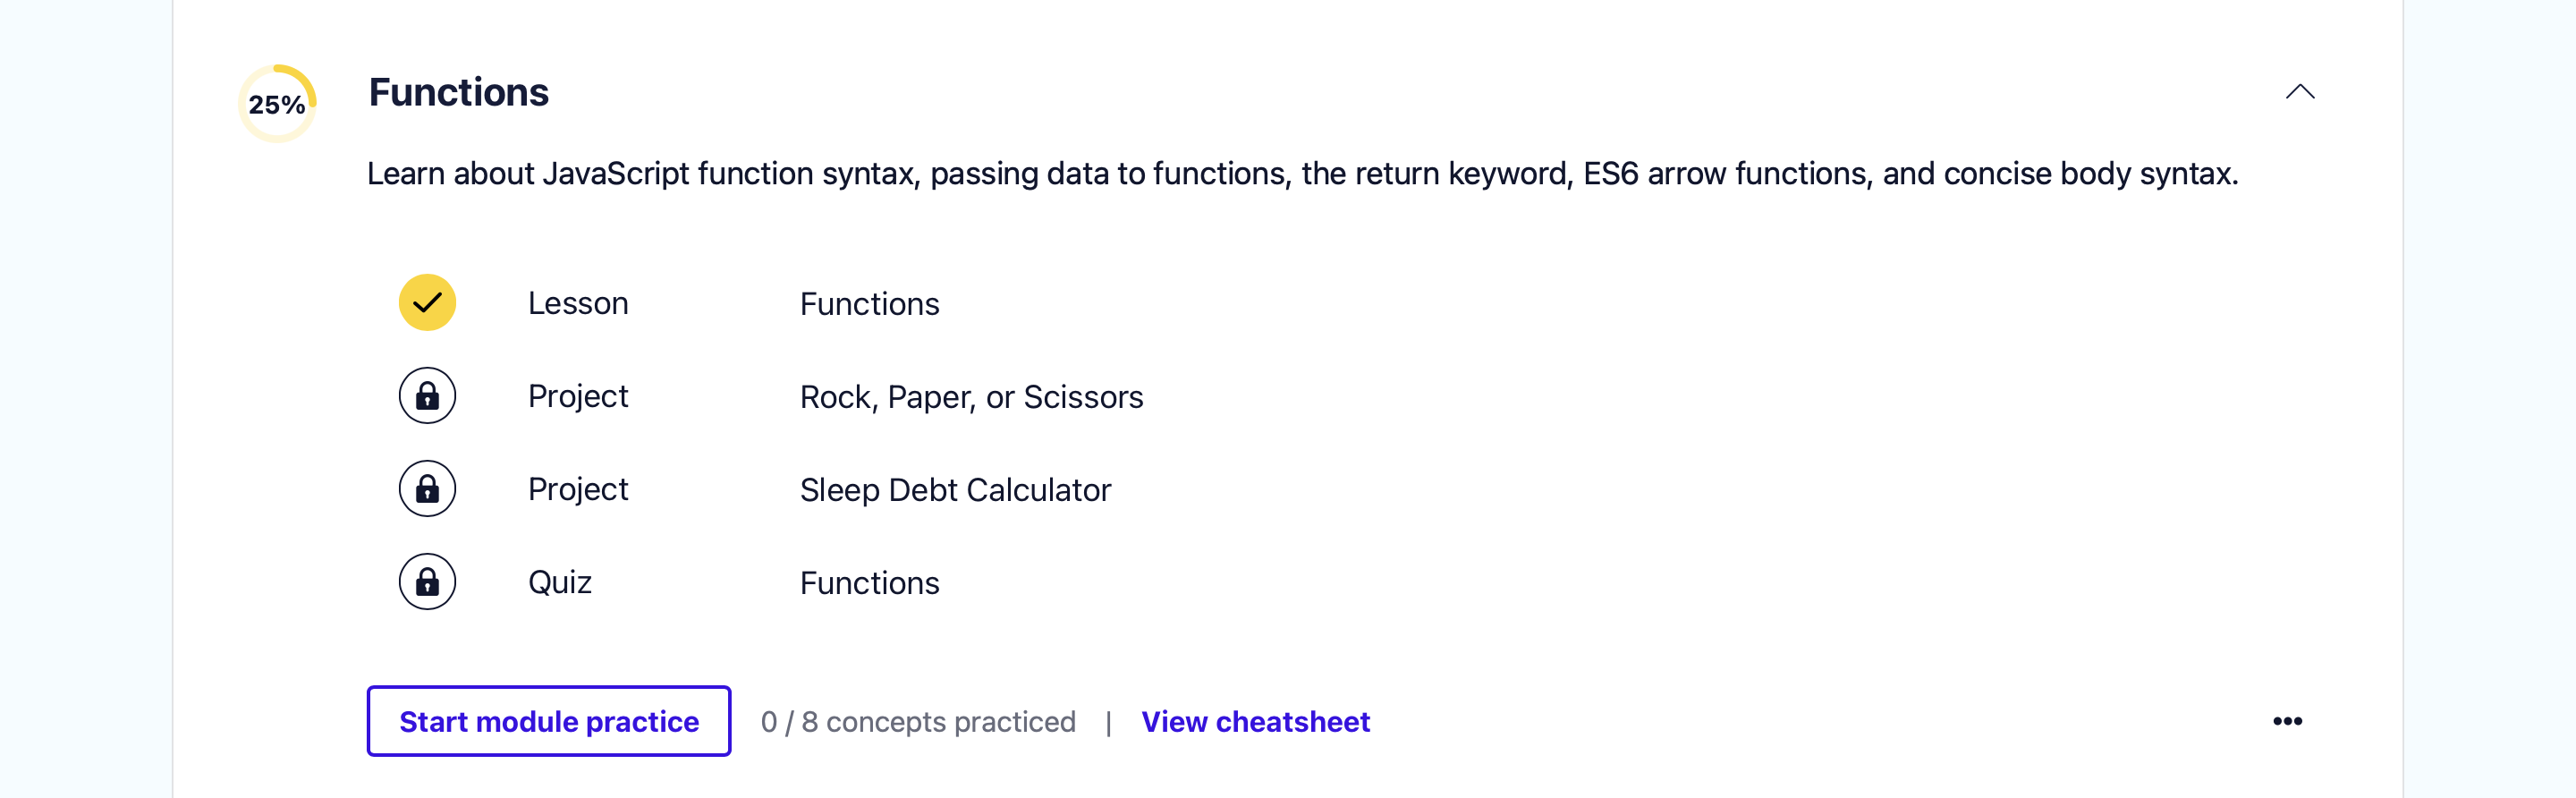 25%
Functions
Learn about JavaScript function syntax, passing data to functions, the return keyword, ES6 arrow functions, and concise body syntax.
Lesson Functions
Project Rock, Paper, or Scissors
Project Sleep Debt Calculator
Quiz Functions
Start module practice 0 / 8 concepts practiced | View cheatsheet